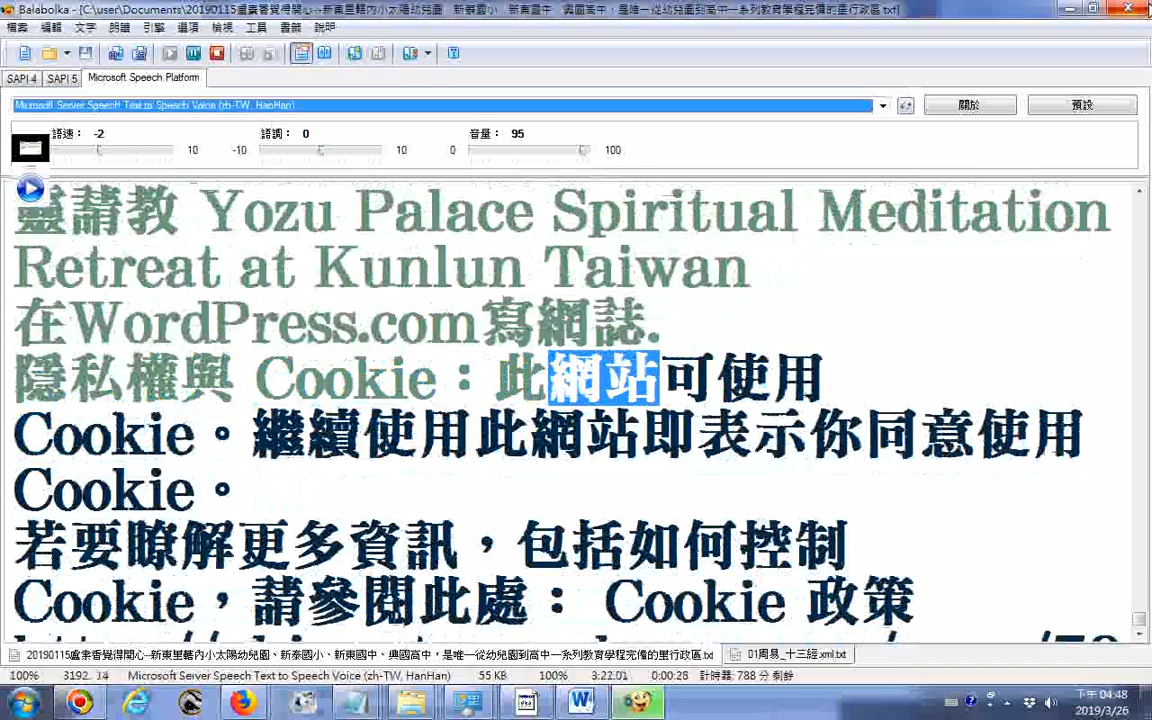 Balabolka - [C:\user\Documents\20190115盧素香覺得開心--新東里轄內小太陽幼兒園、新泰國小、新東國中、興國高中,是唯一從幼兒園到高中一系列教育學程完備的里行政區.txt]
檔案 編輯 文字 朗讀 引擎 選項 檢視 工具 書籤 說明
SAPI 4 SAPI 5 Microsoft Speech Platform
Microsoft Server Speech Text to Speech Voice (zh-TW, HanHan) 關於 預設
語速: -2 語調: 0 音量: 95
10 -10 10 0 100
靈請教 Yozu Palace Spiritual Meditation
Retreat at Kunlun Taiwan
在WordPress.com寫網誌.
隱私權與 Cookie:此網站可使用
Cookie。繼續使用此網站即表示你同意使用
Cookie。
若要瞭解更多資訊,包括如何控制
Cookie,請參閱此處: Cookie 政策
20190115盧素香覺得開心--新東里轄內小太陽幼兒園、新泰國小、新東國中、興國高中,是唯一從幼兒園到高中一系列教育學程完備的里行政區.txt 01周易_十三經.xml.txt
100% 3192: 14 Microsoft Server Speech Text to Speech Voice (zh-TW, HanHan) 55 KB 100% 3:22:01 0:00:28 計時器: 788 分 剩餘
下午 04:48
2019/3/26